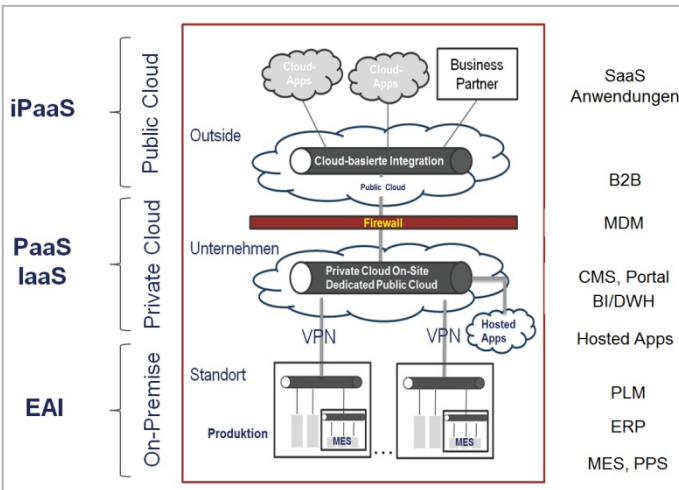 iPaaS
Public Cloud
PaaS
IaaS
Private Cloud
EAI
On-Premise
Cloud-
Apps
Cloud-
Apps
Business
Partner
Outside
Cloud-basierte Integration
Public Cloud
Firewall
Unternehmen
Private Cloud On-Site
Dedicated Public Cloud
VPN
VPN
Hosted
Apps
Standort
Produktion
MES
...
MES
SaaS
Anwendungen
B2B
MDM
CMS, Portal
BI/DWH
Hosted Apps
PLM
ERP
MES, PPS